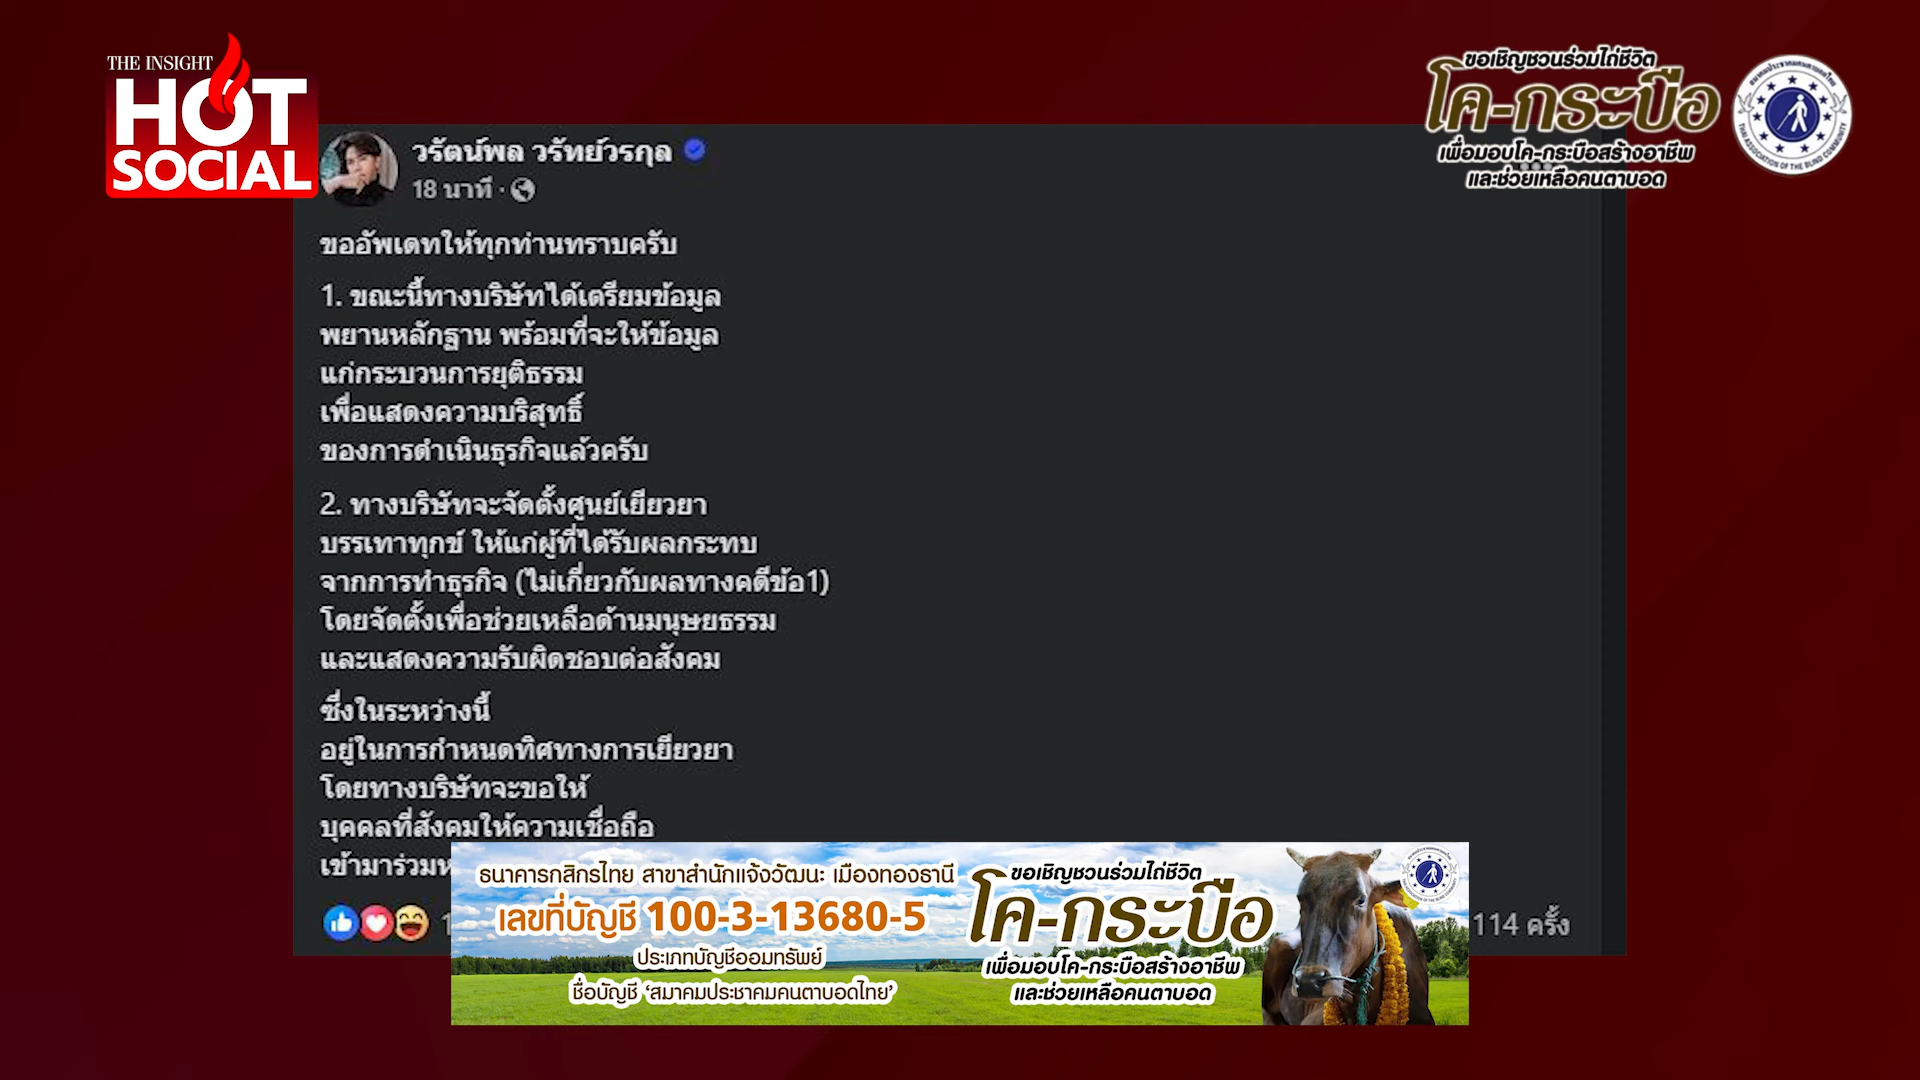 THE INSIGHT
HOT
SOCIAL
ขอเชิญชวนร่วมไถ่ชีวิต
โค-กระบือ
เพื่อมอบโค-กระบือสร้างอาชีพ
และช่วยเหลือคนตาบอด
THAI ASSOCIATION OF THE BLIND COMMUNITY
วรัตน์พล วรัทย์วรกุล
18 นาที ·
ขออัพเดทให้ทุกท่านทราบครับ
1. ขณะนี้ทางบริษัทได้เตรียมข้อมูล
พยานหลักฐาน พร้อมที่จะให้ข้อมูล
แก่กระบวนการยุติธรรม
เพื่อแสดงความบริสุทธิ์
ของการดำเนินธุรกิจแล้วครับ
2. ทางบริษัทจะจัดตั้งศูนย์เยียวยา
บรรเทาทุกข์ ให้แก่ผู้ที่ได้รับผลกระทบ
จากการทำธุรกิจ (ไม่เกี่ยวกับผลทางคดีข้อ1)
โดยจัดตั้งเพื่อช่วยเหลือด้านมนุษยธรรม
และแสดงความรับผิดชอบต่อสังคม
ซึ่งในระหว่างนี้
อยู่ในการกำหนดทิศทางการเยียวยา
โดยทางบริษัทจะขอให้
บุคคลที่สังคมให้ความเชื่อถือ
เข้ามาร่วม
114 ครั้ง
ธนาคารกสิกรไทย สาขาสำนักแจ้งวัฒนะ เมืองทองธานี
เลขที่บัญชี 100-3-13680-5
ประเภทบัญชีออมทรัพย์
ชื่อบัญชี ‘สมาคมประชาคมคนตาบอดไทย’
ขอเชิญชวนร่วมไถ่ชีวิต
โค-กระบือ
เพื่อมอบโค-กระบือสร้างอาชีพ
และช่วยเหลือคนตาบอด